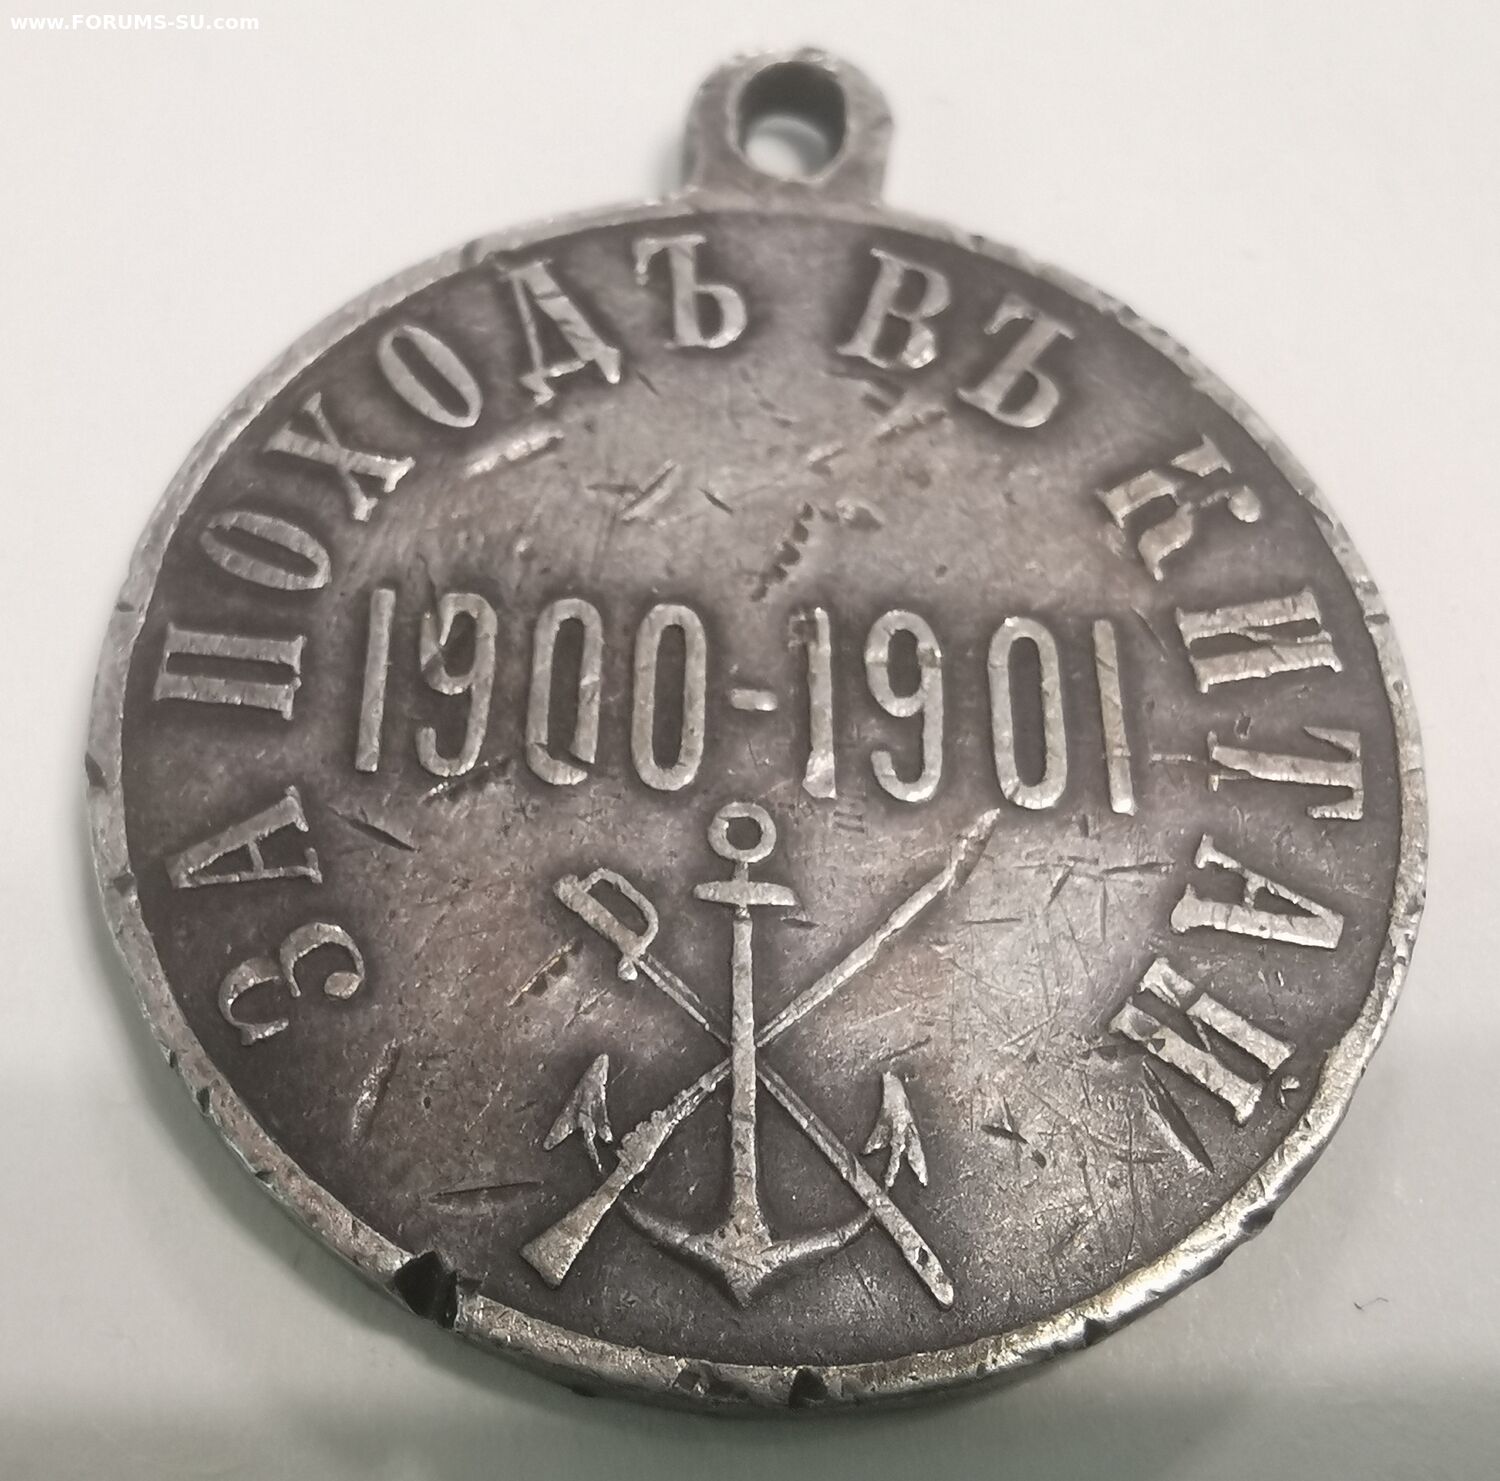 www.FORUMS-SU.com
ЗА ПОХОДЪ ВЪ КИТАЙ
1900-1901